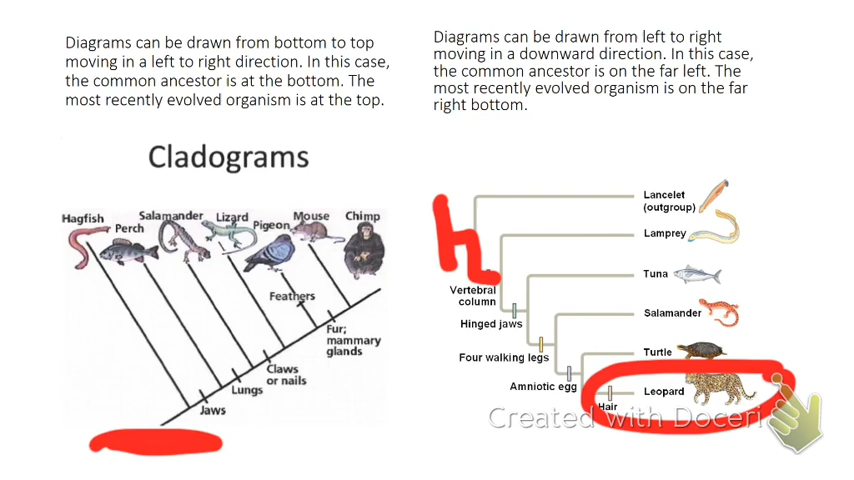 Diagrams can be drawn from bottom to top
moving in a left to right direction. In this case,
the common ancestor is at the bottom. The
most recently evolved organism is at the top.
Diagrams can be drawn from left to right
moving in a downward direction. In this case,
the common ancestor is on the far left. The
most recently evolved organism is on the far
right bottom.
Cladograms
Hagfish
Perch
Salamander
Lizard
Pigeon
Mouse
Chimp
Feathers
Fur;
mammary
glands
Claws
or nails
Lungs
Jaws
Lancelet
(outgroup)
Lamprey
Tuna
Vertebral
column
Salamander
Hinged jaws
Turtle
Four walking legs
Amniotic egg
Leopard
Hair
Created with Doceri